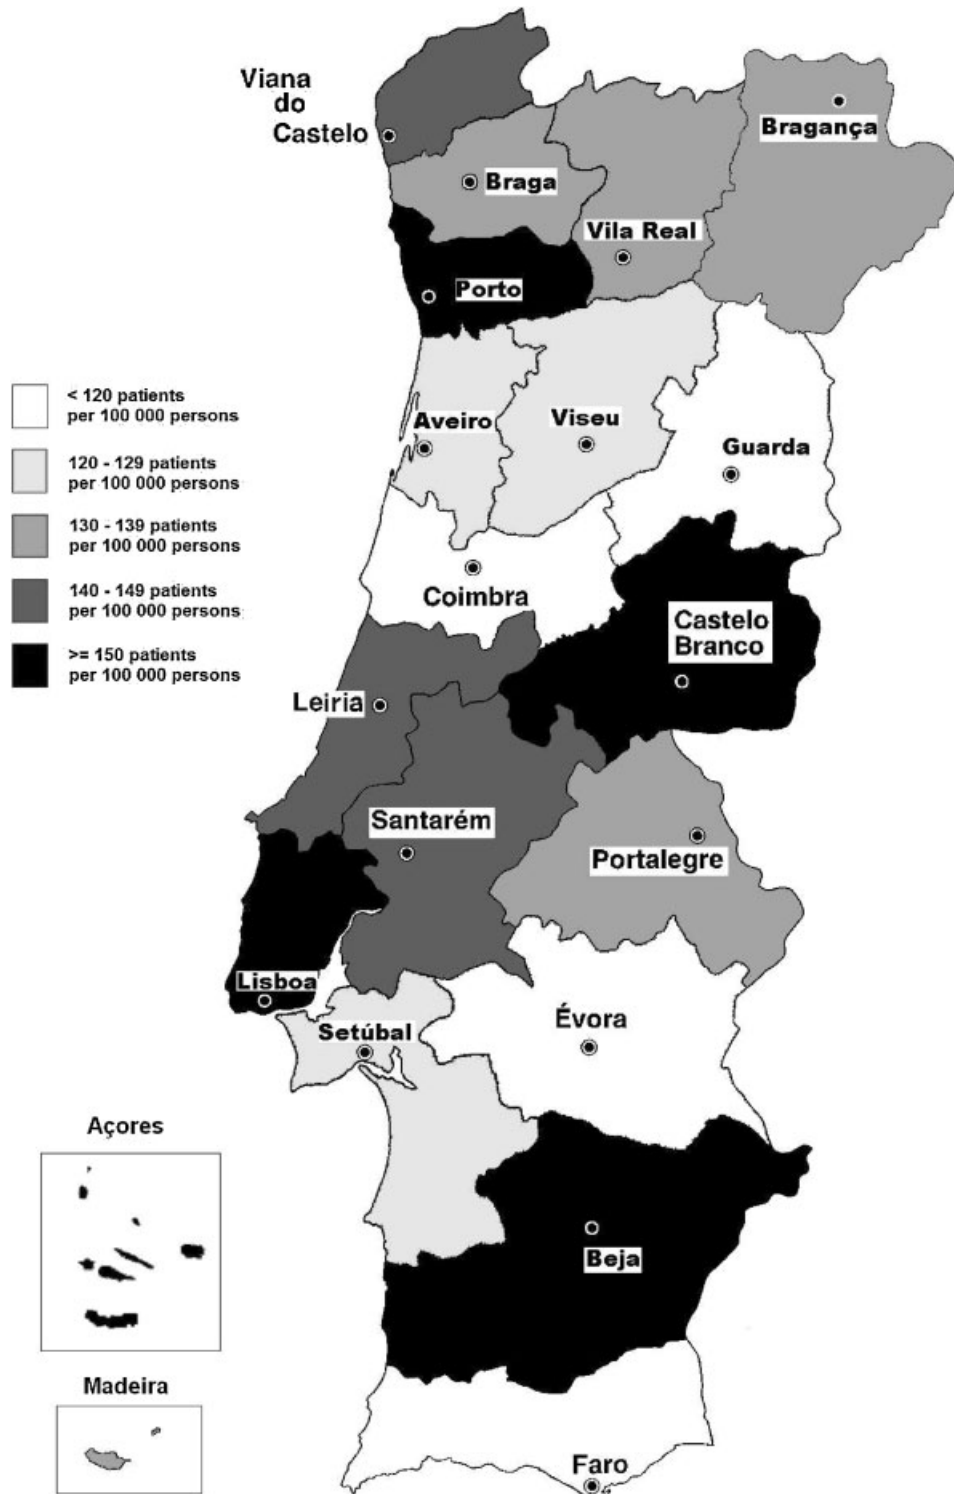 Viana
do
Castelo
Bragança
Braga
Vila Real
Porto
< 120 patients
per 100 000 persons
Aveiro
Viseu
Guarda
120 - 129 patients
per 100 000 persons
130 - 139 patients
per 100 000 persons
140 - 149 patients
per 100 000 persons
>= 150 patients
per 100 000 persons
Coimbra
Castelo
Branco
Leiria
Santarém
Portalegre
Lisboa
Setúbal
Évora
Açores
Beja
Madeira
Faro